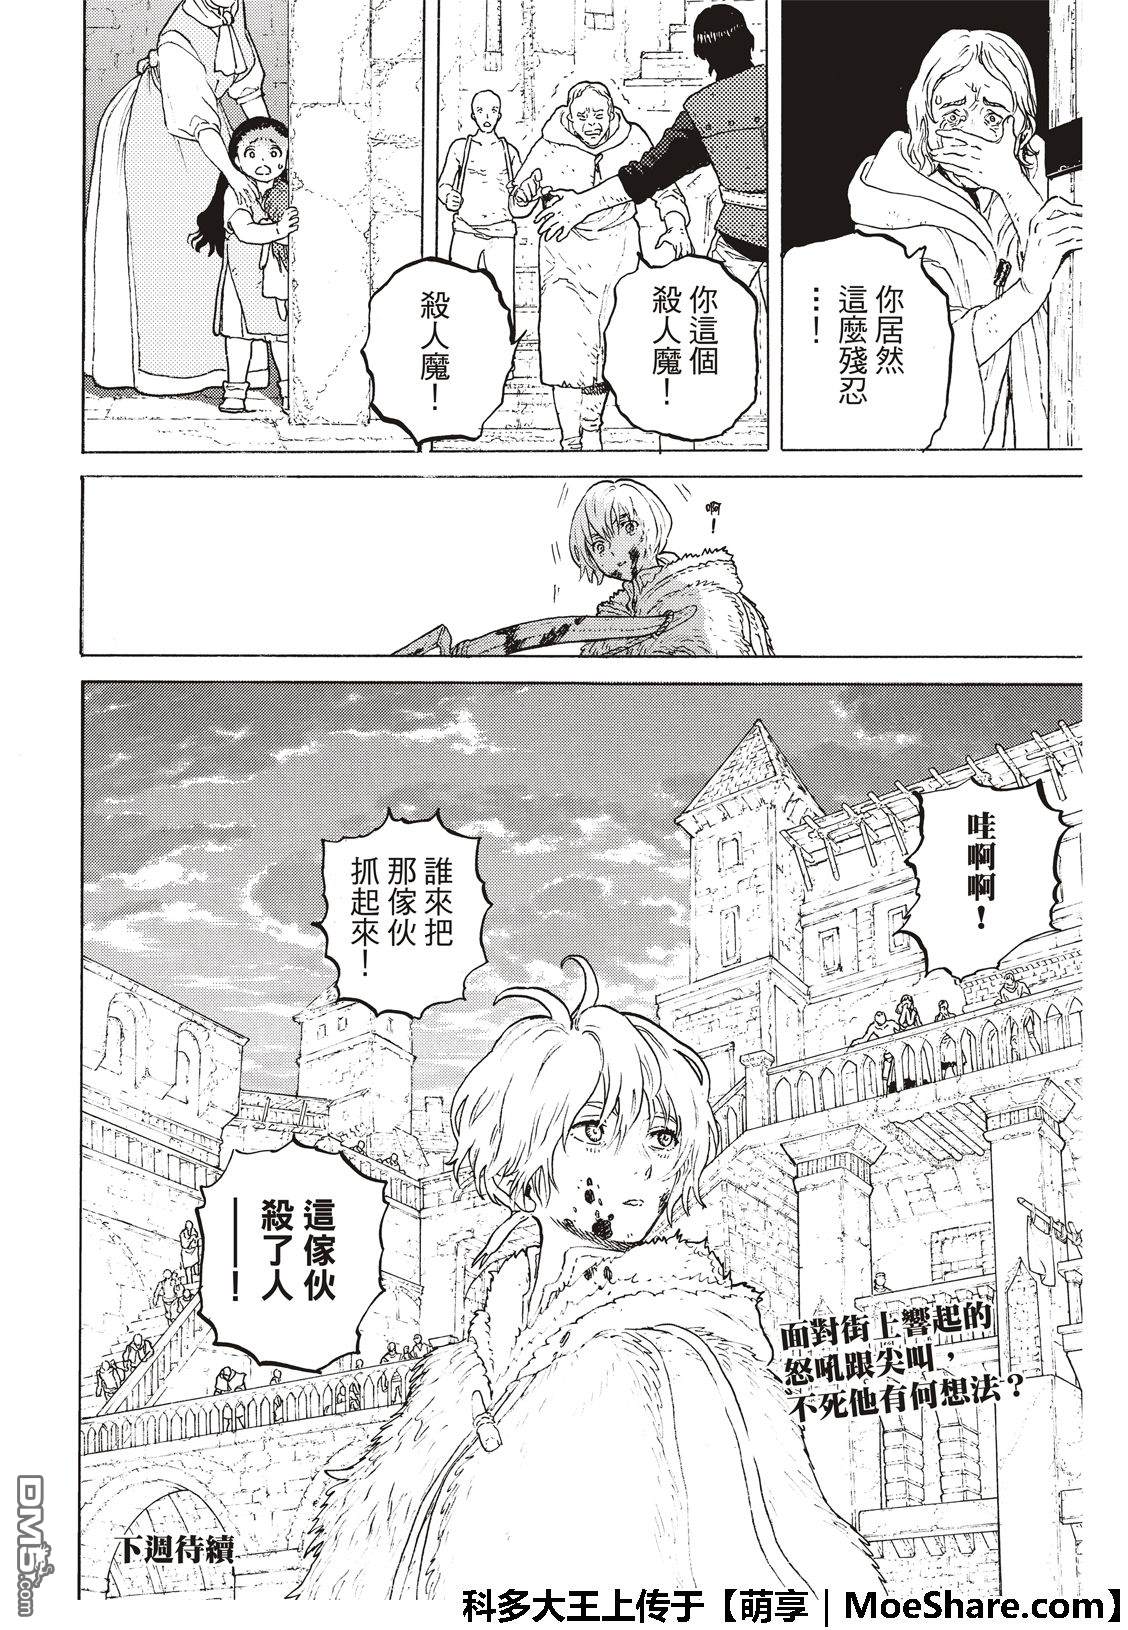 你居然
這麼殘忍
…！
你這個
殺人魔！
殺人魔！
啊！
哇啊啊！
誰來把
那傢伙
抓起來！
這傢伙
殺了人
——！
面對街上響起的
怒吼跟尖叫，
不死他有何想法？
下週待續
DM5.com
科多大王上传于【萌享｜MoeShare.com】